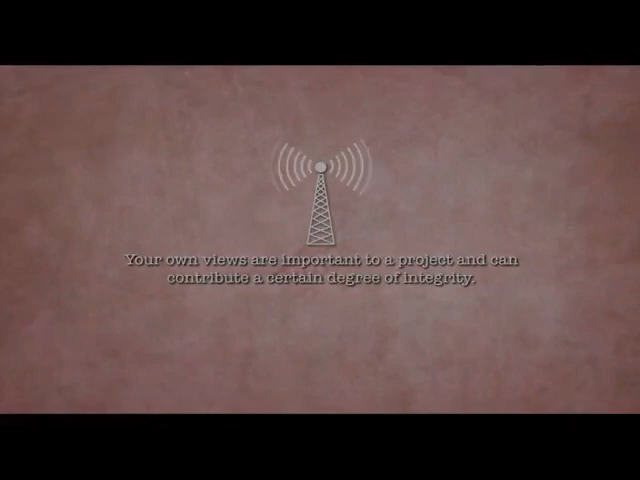 Your own views are important to a project and can
contribute a certain degree of integrity.